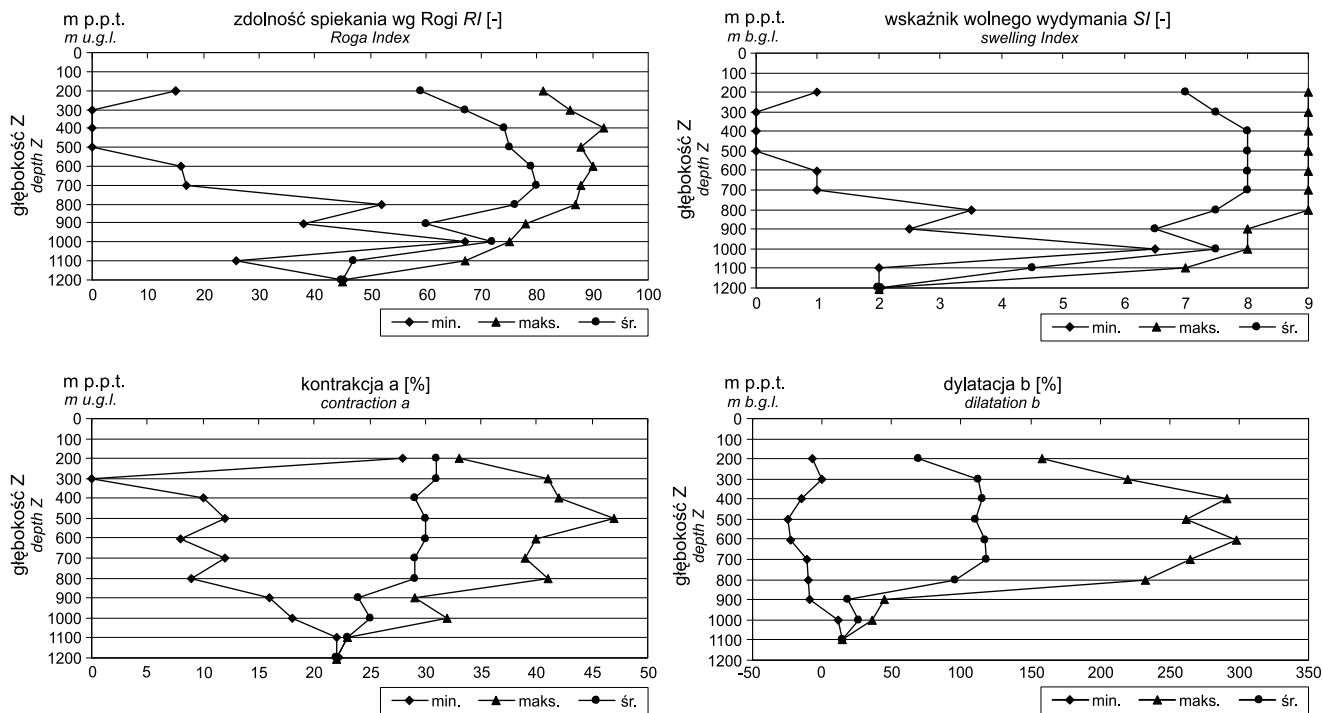 m p.p.t.
m u.g.l.
zdolność spiekania wg Rogi RI [-]
Roga Index
głębokość Z
depth Z
0
100
200
300
400
500
600
700
800
900
1000
1100
1200
0 10 20 30 40 50 60 70 80 90 100
min. maks. śr.
m p.p.t.
m b.g.l.
wskaźnik wolnego wydymania SI [-]
swelling Index
głębokość Z
depth Z
0
100
200
300
400
500
600
700
800
900
1000
1100
1200
0 1 2 3 4 5 6 7 8 9
min. maks. śr.
m p.p.t.
m u.g.l.
kontrakcja a [%]
contraction a
głębokość Z
depth Z
0
100
200
300
400
500
600
700
800
900
1000
1100
1200
0 5 10 15 20 25 30 35 40 45 50
min. maks. śr.
m p.p.t.
m b.g.l.
dylatacja b [%]
dilatation b
głębokość Z
depth Z
0
100
200
300
400
500
600
700
800
900
1000
1100
1200
-50 0 50 100 150 200 250 300 350
min. maks. śr.